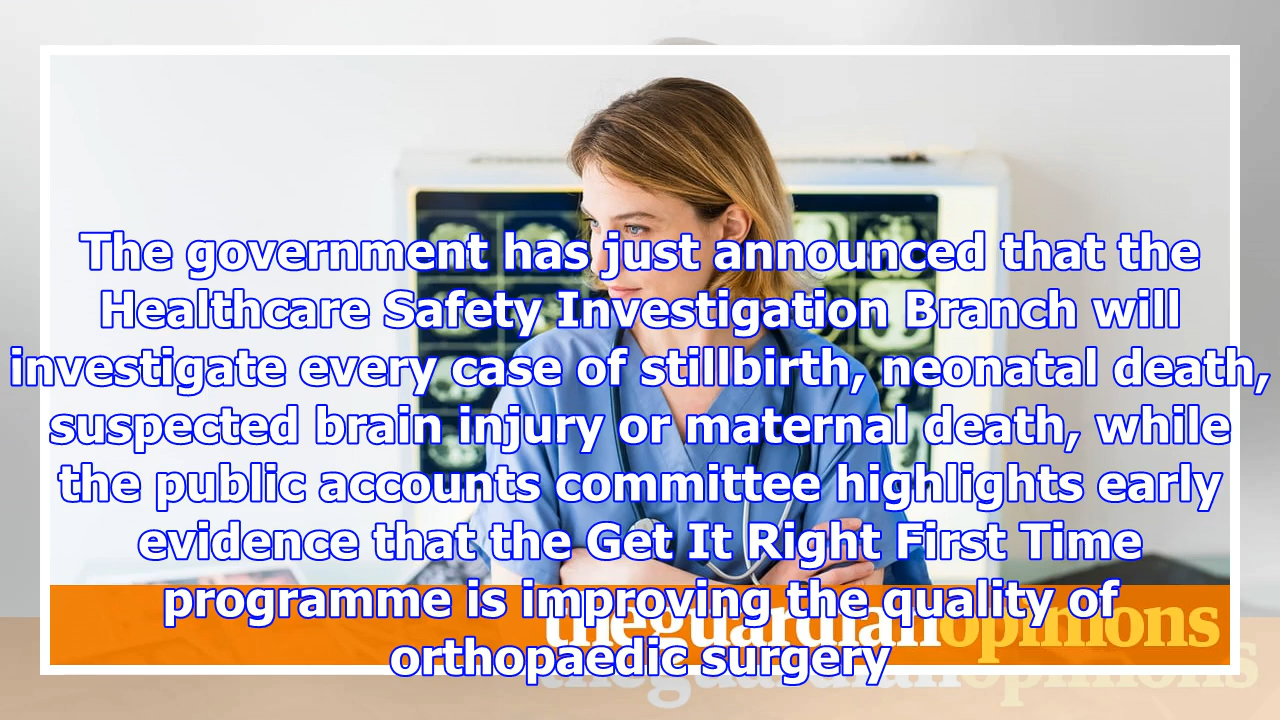 The government has just announced that the
Healthcare Safety Investigation Branch will
investigate every case of stillbirth, neonatal death,
suspected brain injury or maternal death, while
the public accounts committee highlights early
evidence that the Get It Right First Time
programme is improving the quality of
theguardianopinions
orthopaedic surgery
theguardianopinions